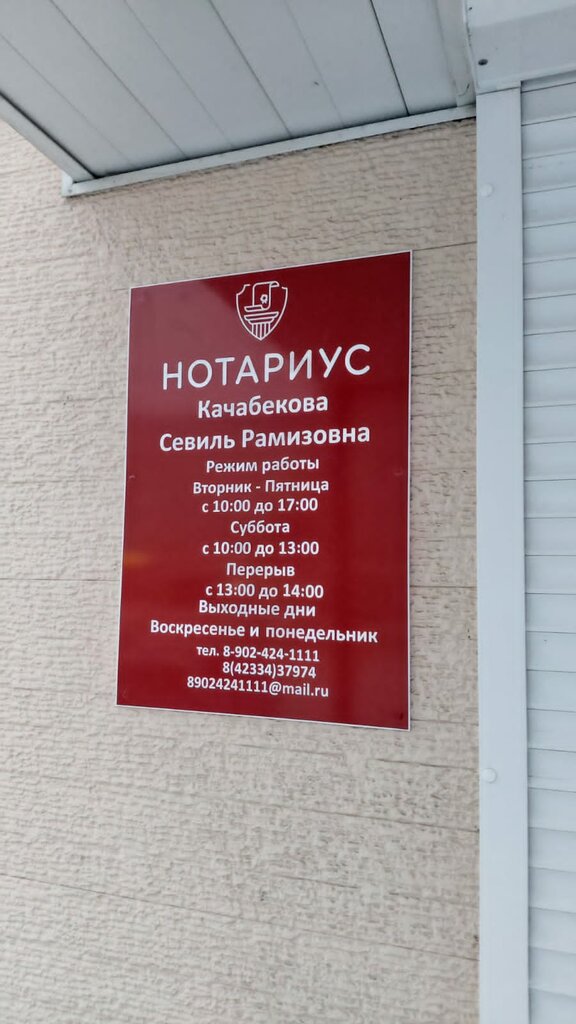 НОТАРИУС
Качабекова
Севиль Рамизовна
Режим работы
Вторник - Пятница
с 10:00 до 17:00
Суббота
с 10:00 до 13:00
Перерыв
с 13:00 до 14:00
Выходные дни
Воскресенье и понедельник
тел. 8-902-424-1111
8(42334)37974
89024241111@mail.ru